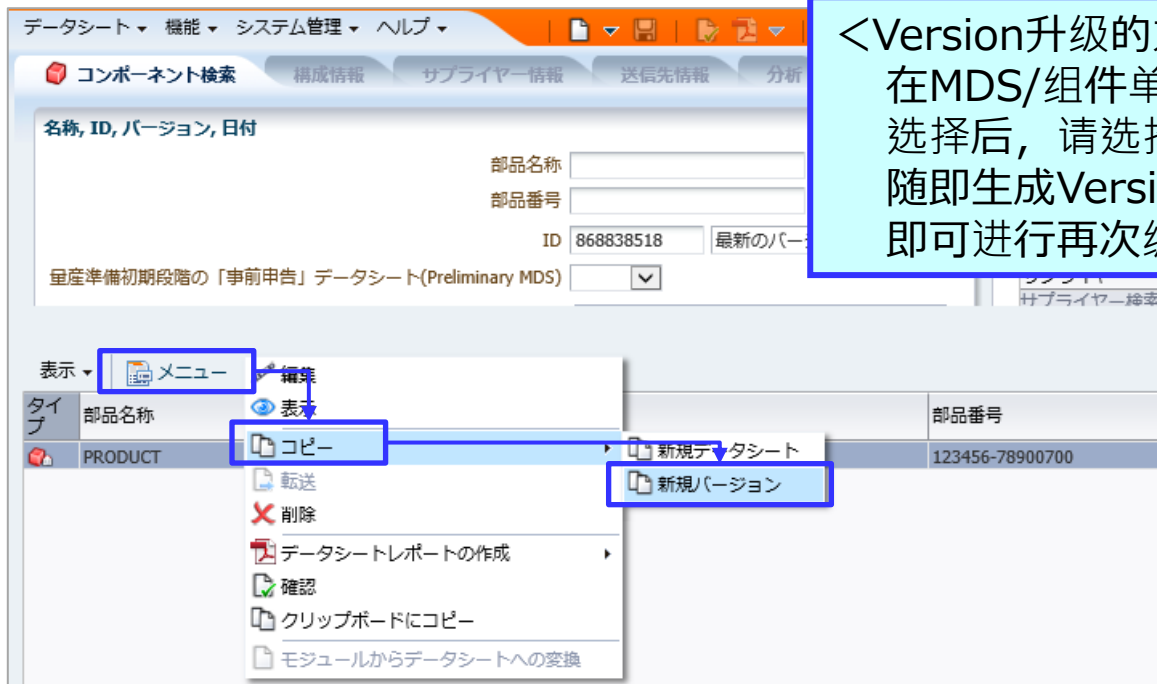 データシート 機能 システム管理 ヘルプ
コンポーネント検索 構成情報 サプライヤー情報 送信先情報 分析
<Version升级的
在MDS/组件单
选择后，请选
随即生成Versi
即可进行再次
名称, ID, バージョン, 日付
部品名称
部品番号
ID 868838518 最新のバー
量産準備初期段階の「事前申告」データシート(Preliminary MDS)
サプライヤー検索
表示 メニュー
編集
タイプ 部品名称 部品番号
表示
PRODUCT 123456-78900700
コピー
新規データシート
転送
新規バージョン
削除
データシートレポートの作成
確認
クリップボードにコピー
モジュールからデータシートへの変換